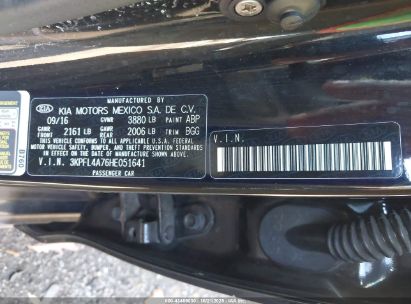 KIA KIA MOTORS MEXICO S.A. DE C.V.
MANUFACTURED BY
09/16 GVWR 3880 LB PAINT ABP
GAWR FRONT 2161 LB GAWR REAR 2006 LB TRIM BGG
THIS VEHICLE CONFORMS TO ALL APPLICABLE U.S.A. FEDERAL
MOTOR VEHICLE SAFETY, BUMPER, AND THEFT PREVENTION
STANDARDS IN EFFECT ON THE DATE OF MANUFACTURE SHOWN ABOVE.
V.I.N. 3KPFL4A76HE051641
PASSENGER CAR
V.I.N.